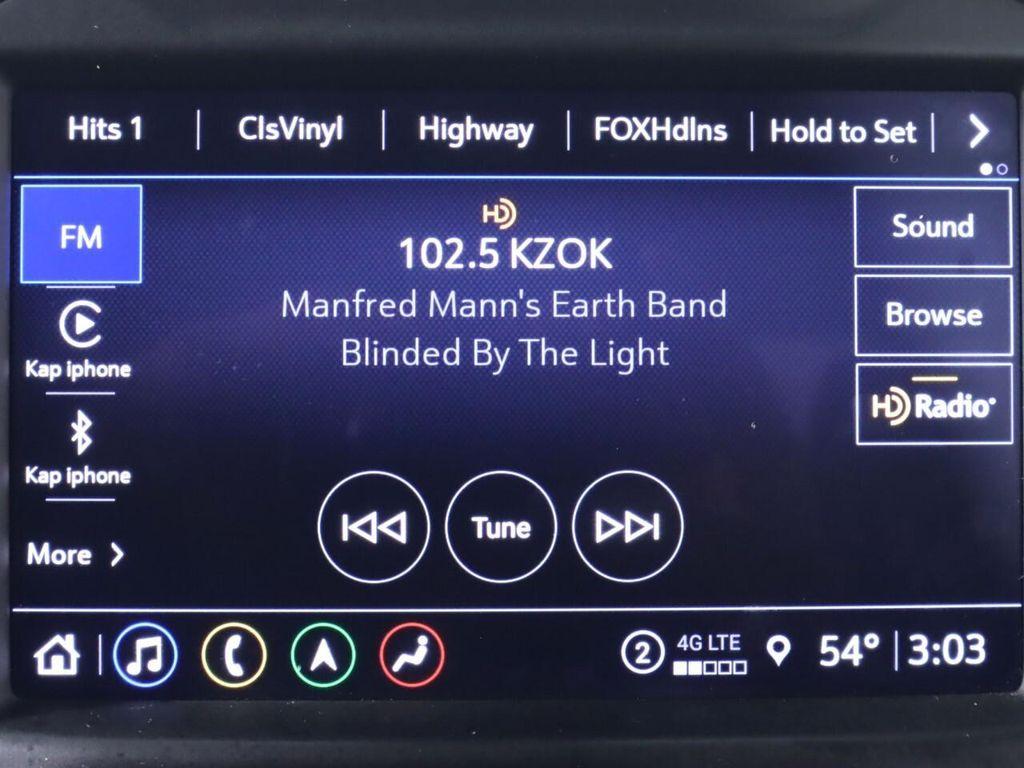 Hits 1 ClsVinyl Highway FOXHdlns Hold to Set
FM
HD
102.5 KZOK
Manfred Mann's Earth Band
Blinded By The Light
Sound
Browse
HD Radio
Kap iphone
Kap iphone
More
Tune
2 4G LTE 54° 3:03